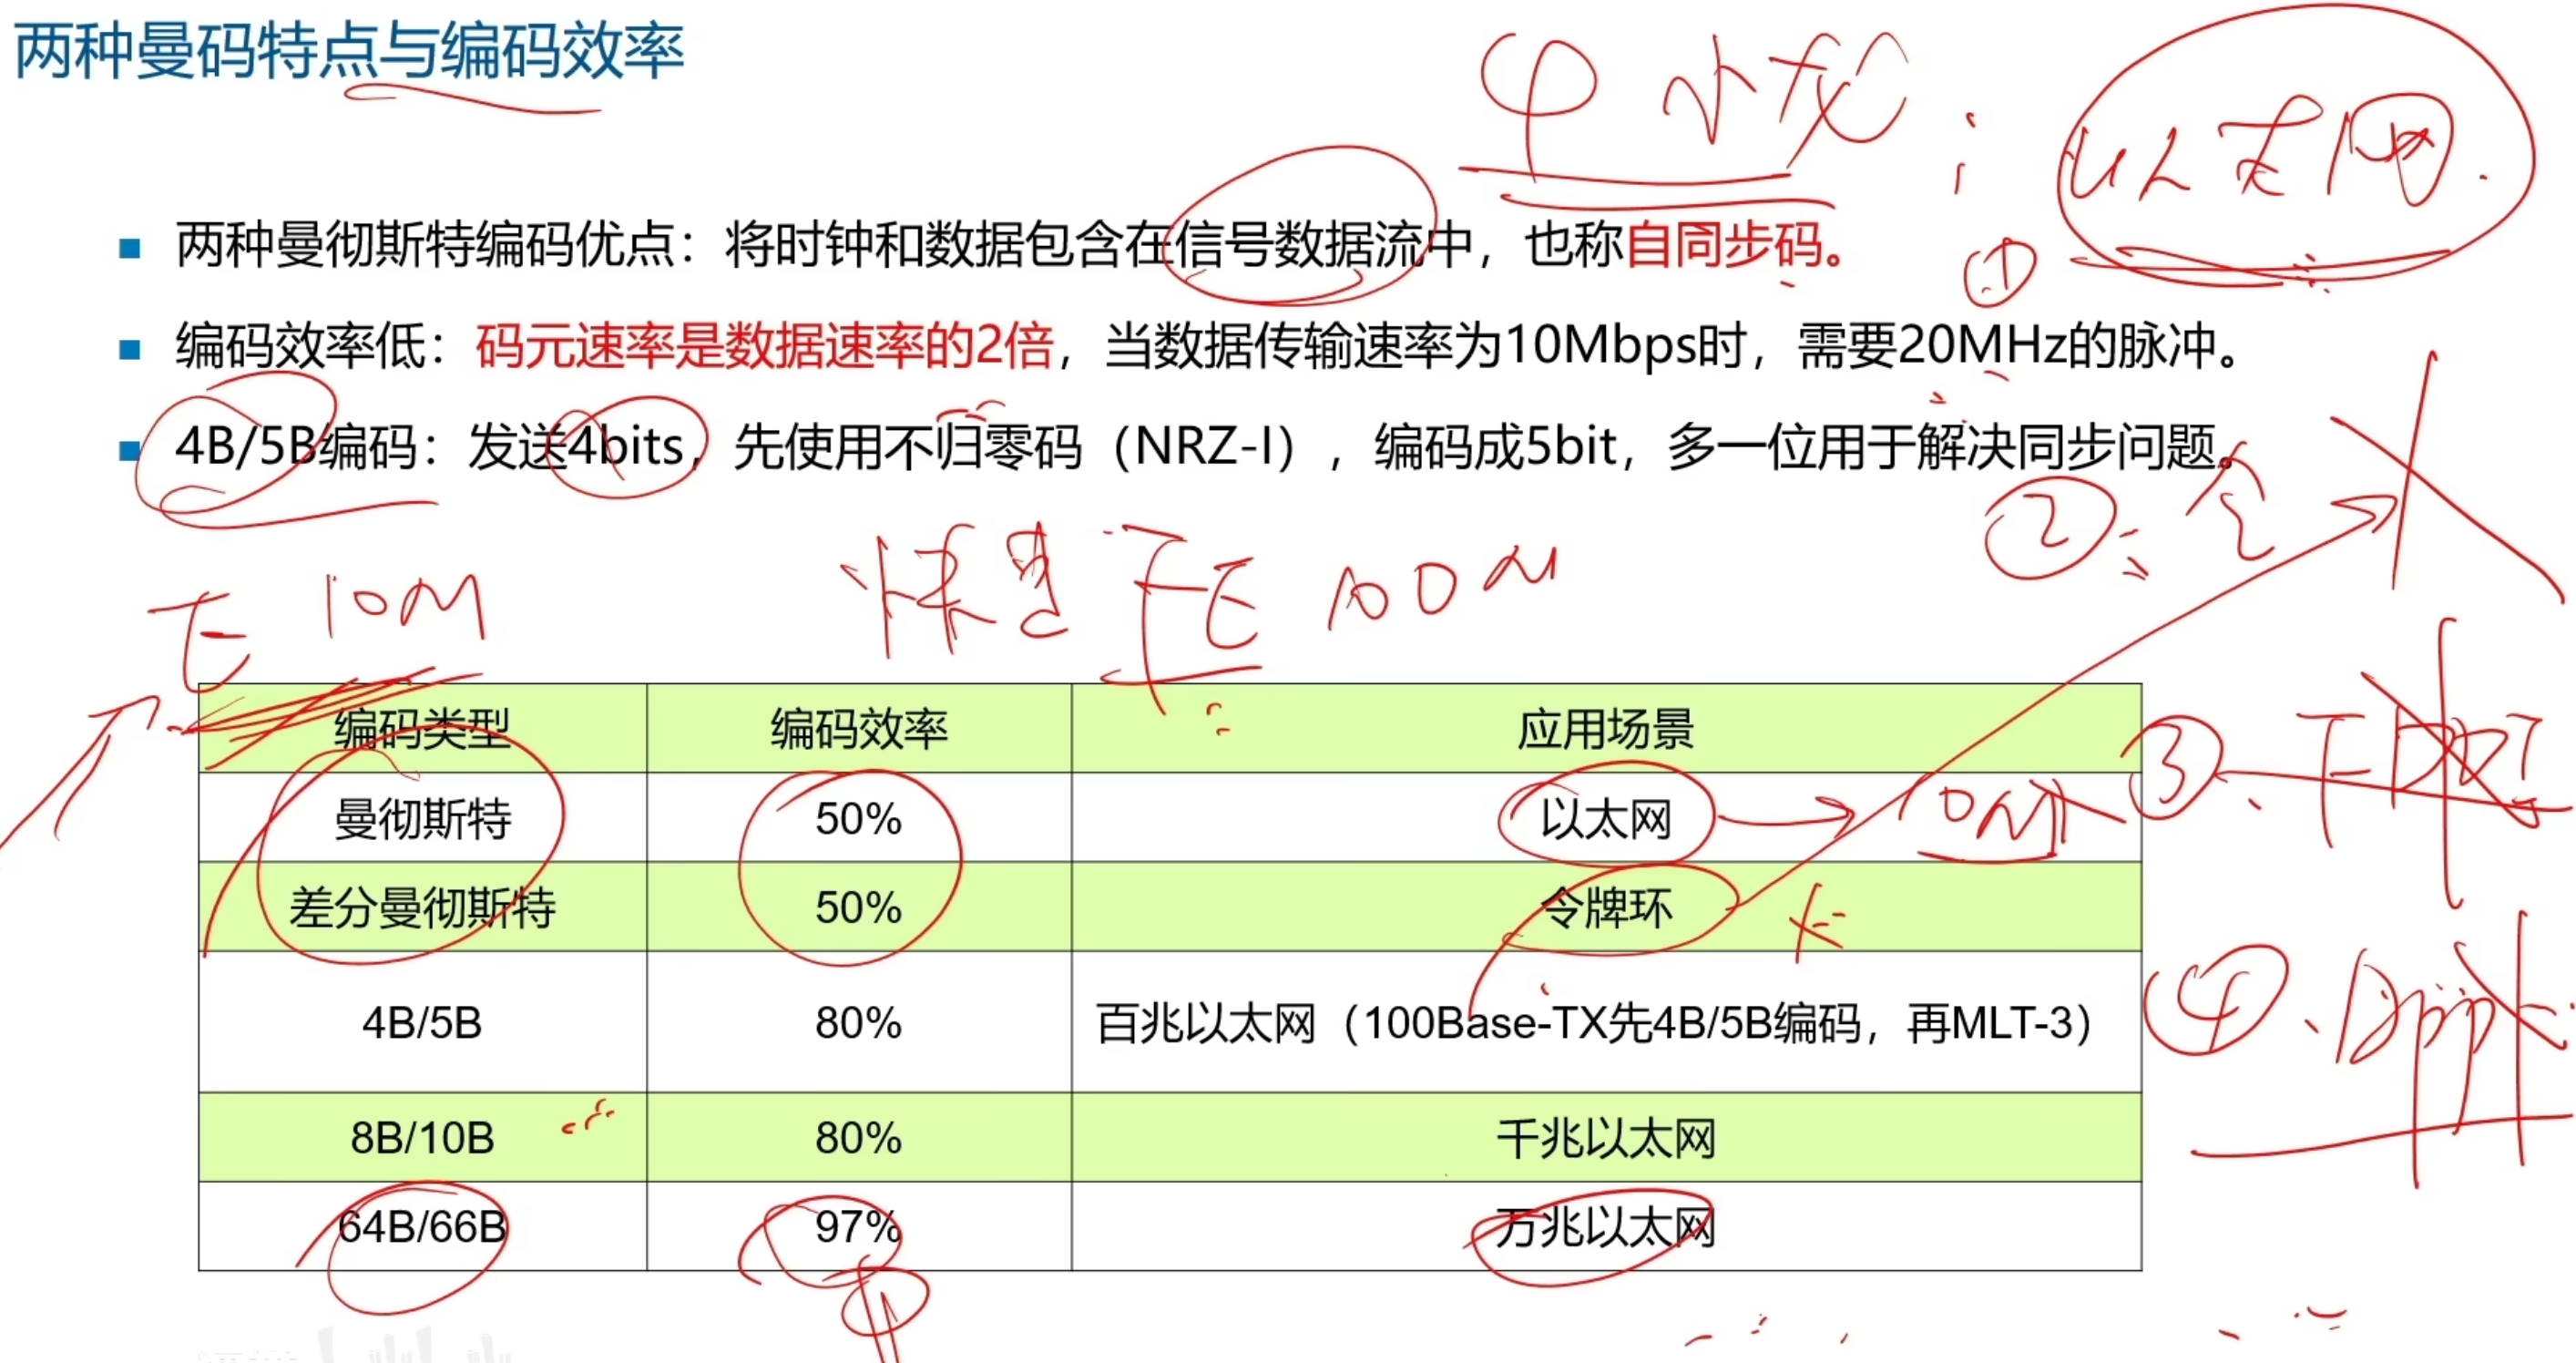 两种曼码特点与编码效率
中小花：以太网.
■ 两种曼彻斯特编码优点：将时钟和数据包含在信号数据流中，也称自同步码。
①
■ 编码效率低：码元速率是数据速率的2倍，当数据传输速率为10Mbps时，需要20MHz的脉冲。
■ 4B/5B编码：发送4bits，先使用不归零码（NRZ-I），编码成5bit，多一位用于解决同步问题。
②、令
E 10M
快速 FE 100M
编码类型 编码效率 应用场景
③、FDDI
曼彻斯特 50% 以太网 10M
差分曼彻斯特 50% 令牌环
4B/5B 80% 百兆以太网（100Base-TX先4B/5B编码，再MLT-3）
④
8B/10B 80% 千兆以太网
64B/66B 97% 万兆以太网